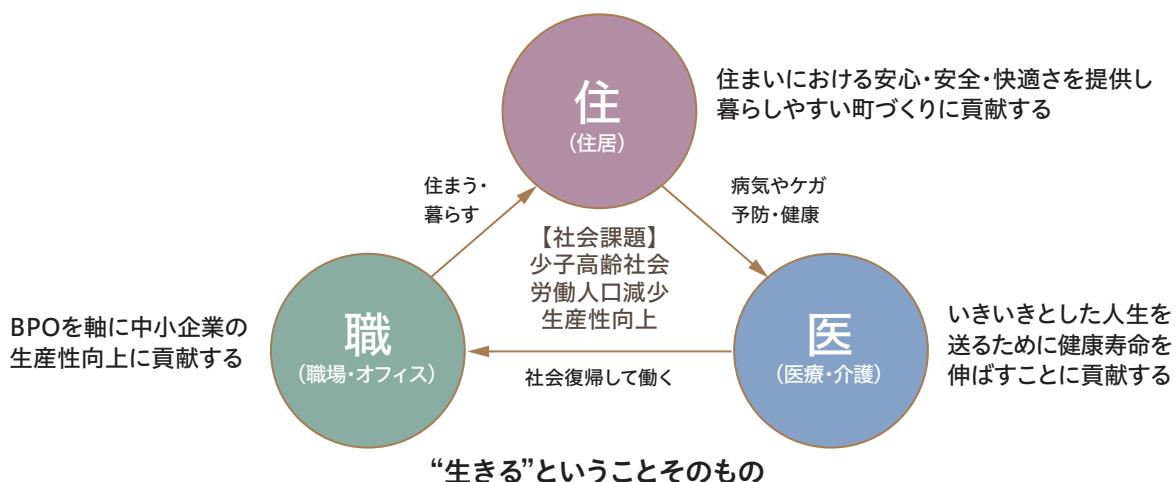 住
（住居）
住まいにおける安心・安全・快適さを提供し
暮らしやすい町づくりに貢献する
住まう・
暮らす
病気やケガ
予防・健康
【社会課題】
少子高齢社会
労働人口減少
生産性向上
BPOを軸に中小企業の
生産性向上に貢献する
職
（職場・オフィス）
医
（医療・介護）
いきいきとした人生を
送るために健康寿命を
伸ばすことに貢献する
社会復帰して働く
“生きる”ということそのもの